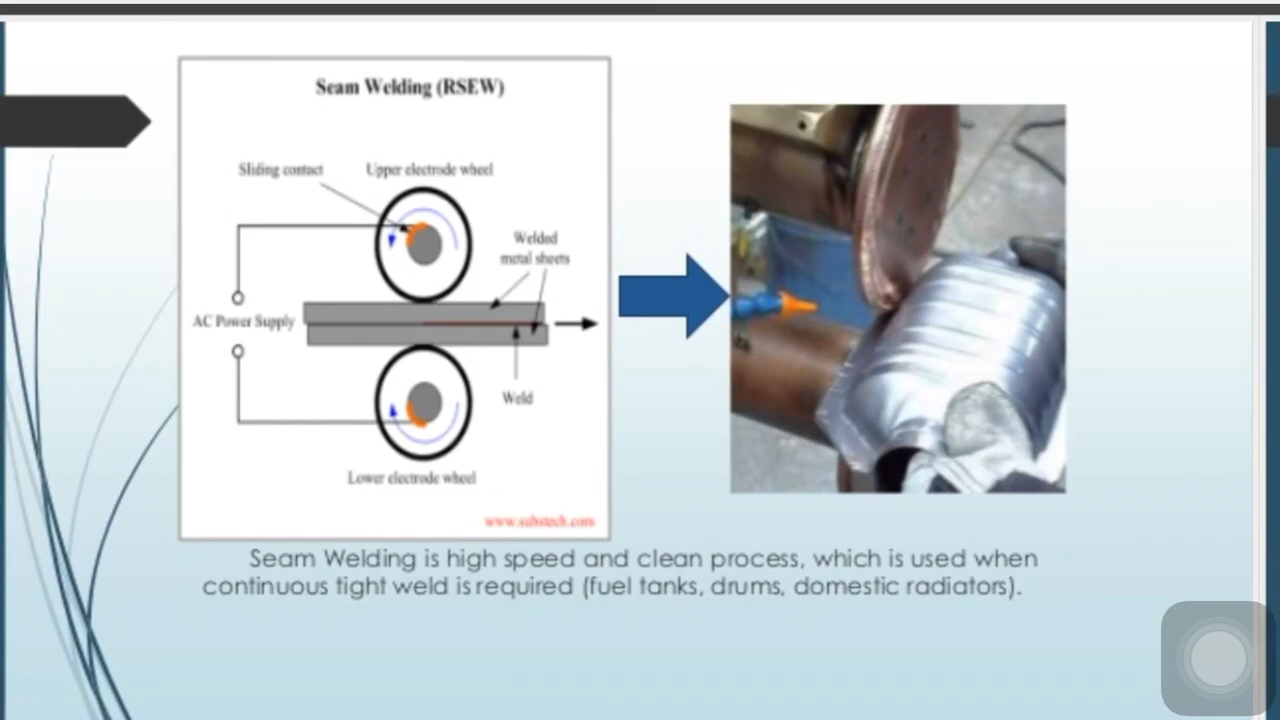 Seam Welding (RSEW)
Sliding contact
Upper electrode wheel
Welded
metal sheets
AC Power Supply
Weld
Lower electrode wheel
www.substech.com
Seam Welding is high speed and clean process, which is used when
continuous tight weld is required (fuel tanks, drums, domestic radiators).